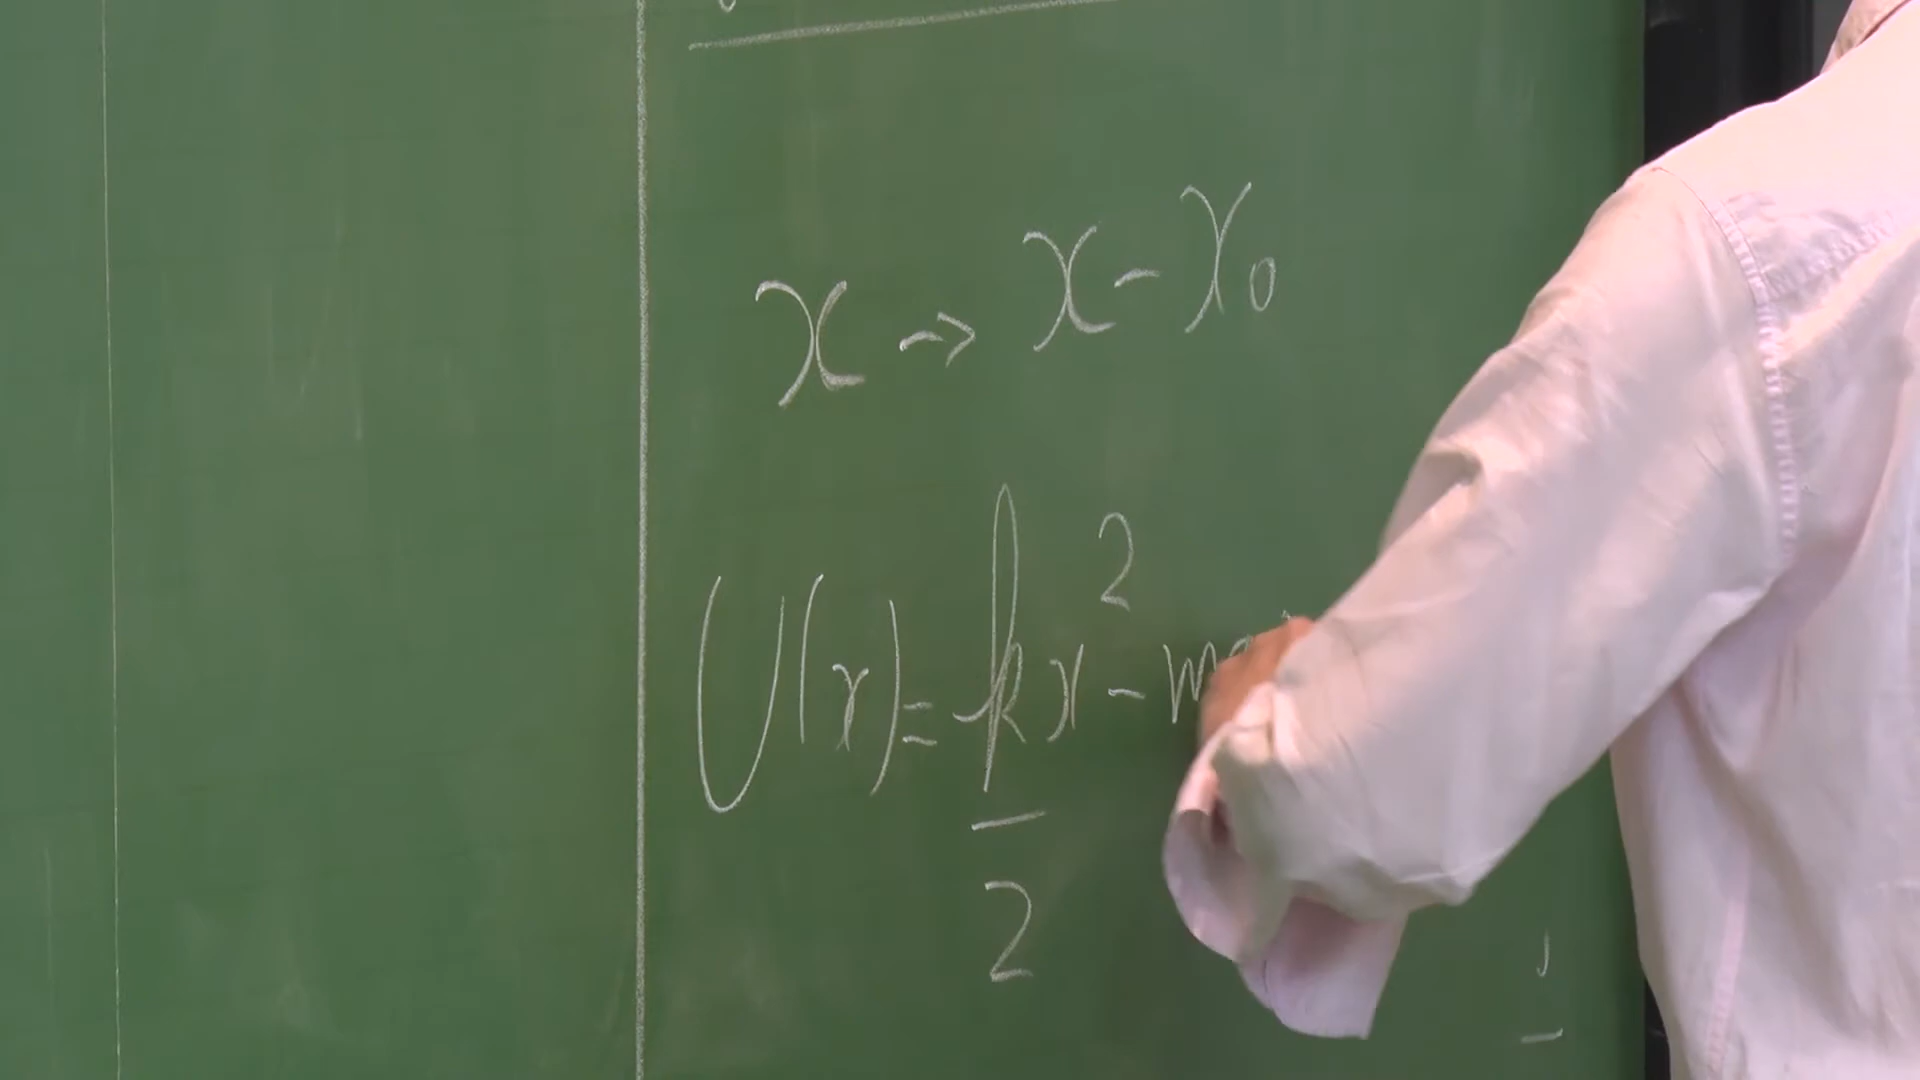 x → x - x₀
U(x) = k/2 x² - m